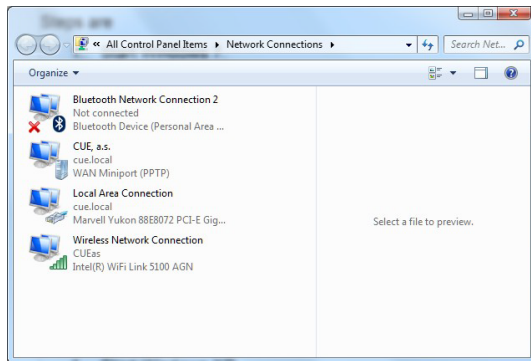 Steps are
« All Control Panel Items ▸ Network Connections ▸
Search Net...
Organize ▾
Bluetooth Network Connection 2
Not connected
Bluetooth Device (Personal Area ...
CUE, a.s.
cue.local
WAN Miniport (PPTP)
Local Area Connection
cue.local
Marvell Yukon 88E8072 PCI-E Gig...
Wireless Network Connection
CUEas
Intel(R) WiFi Link 5100 AGN
Select a file to preview.